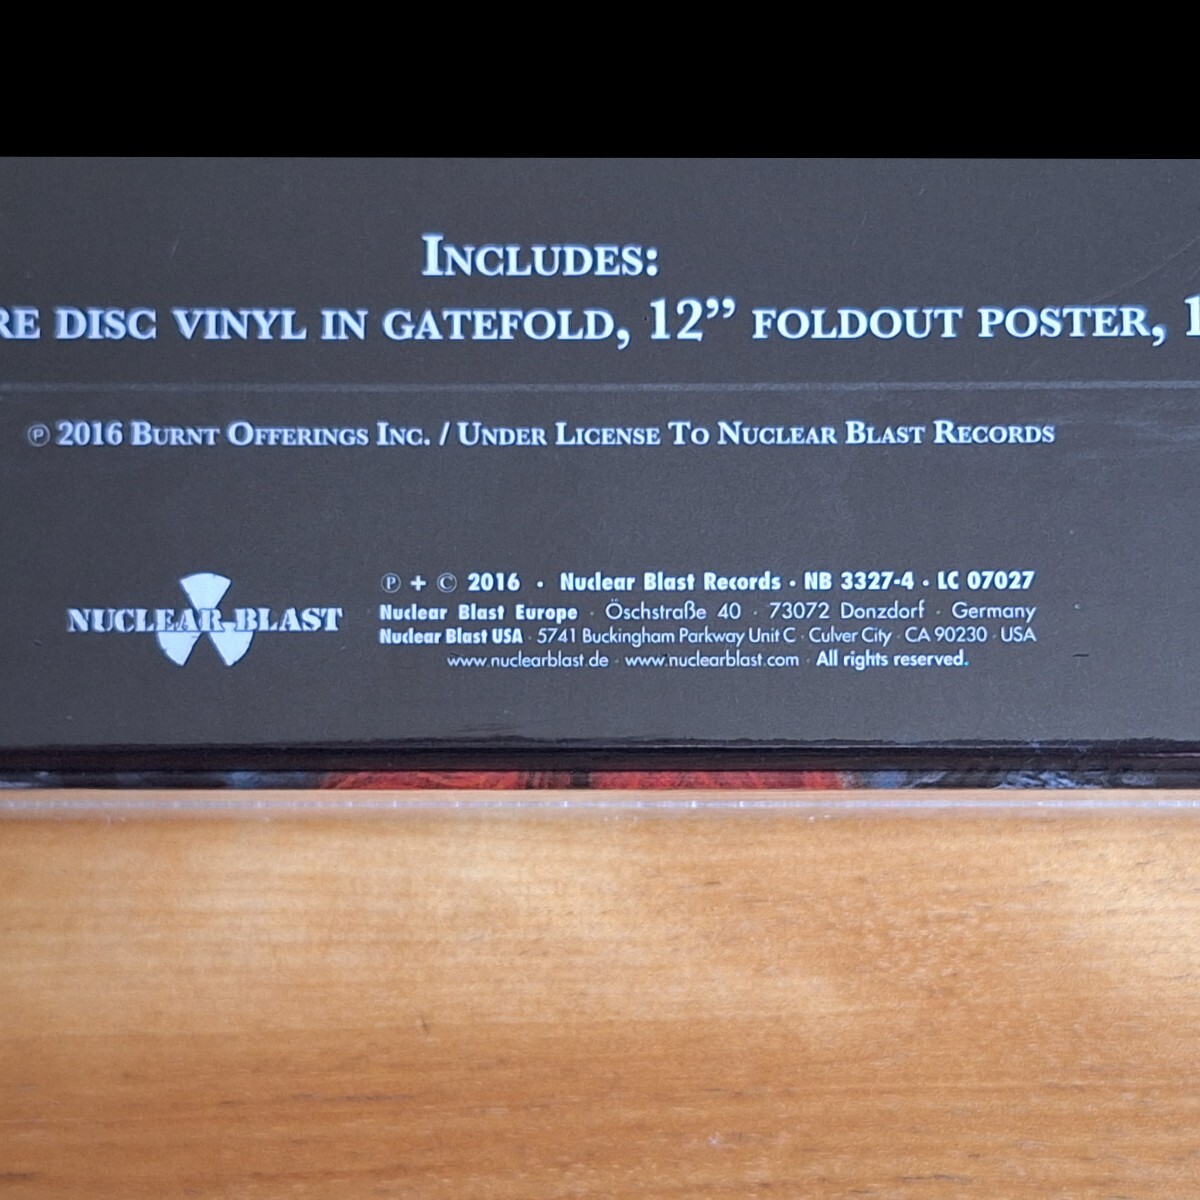 Includes:
RE DISC VINYL IN GATEFOLD, 12” FOLDOUT POSTER, 1
℗ 2016 Burnt Offerings Inc. / Under License To Nuclear Blast Records
NUCLEAR BLAST
℗ + © 2016 · Nuclear Blast Records · NB 3327-4 · LC 07027
Nuclear Blast Europe · Öschstraße 40 · 73072 Donzdorf · Germany
Nuclear Blast USA · 5741 Buckingham Parkway Unit C · Culver City · CA 90230 · USA
www.nuclearblast.de · www.nuclearblast.com · All rights reserved.